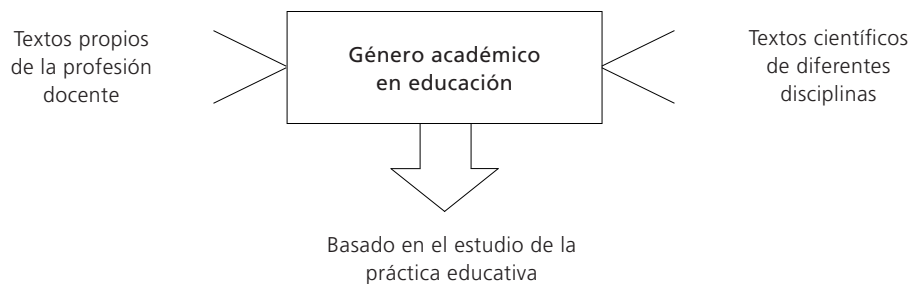 Textos propios
de la profesión
docente
Género académico
en educación
Textos científicos
de diferentes
disciplinas
Basado en el estudio de la
práctica educativa